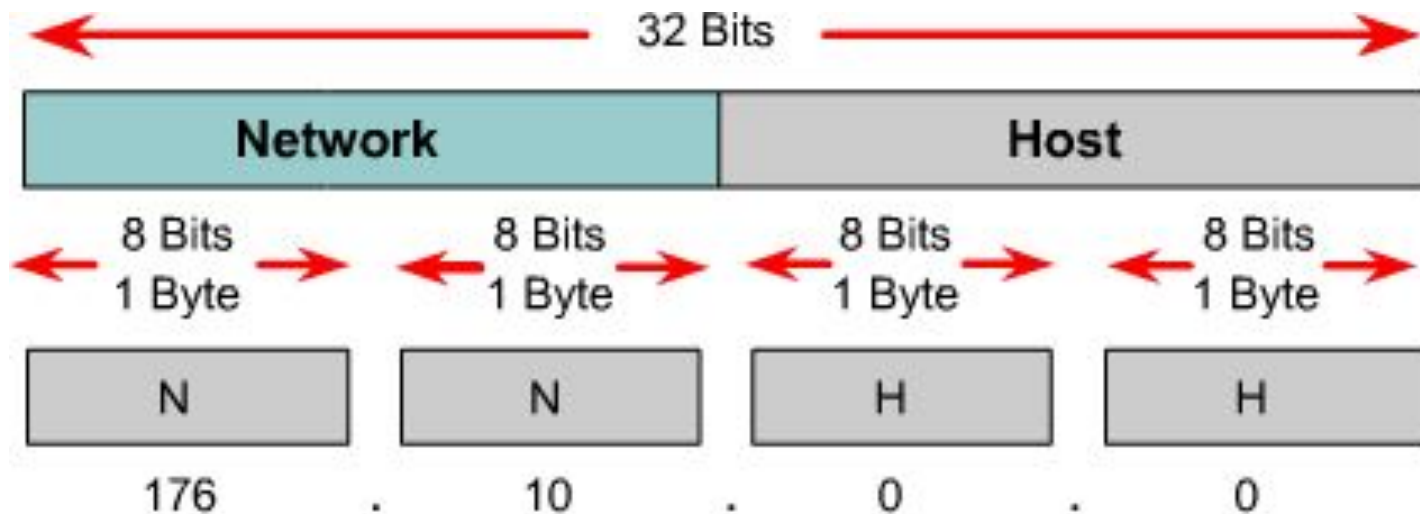 32 Bits
Network Host
8 Bits 8 Bits 8 Bits 8 Bits
1 Byte 1 Byte 1 Byte 1 Byte
N N H H
176 . 10 . 0 . 0